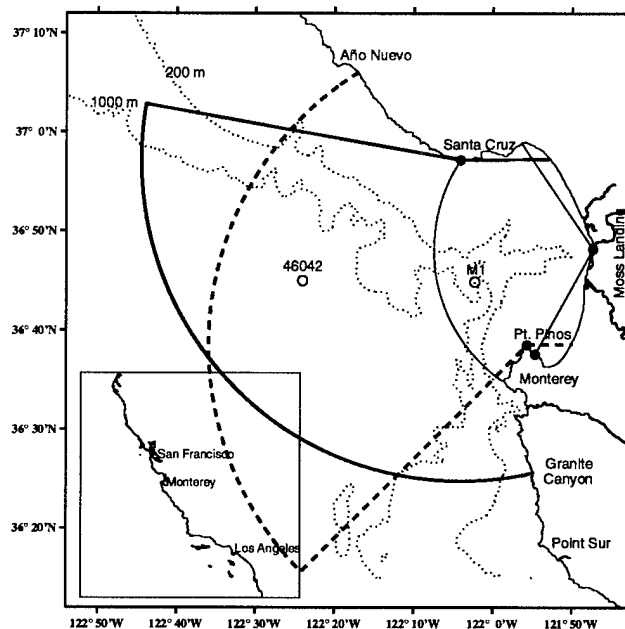 37° 10'N
Año Nuevo
200 m
1000 m
37° 0'N
Santa Cruz
36° 50'N
Moss Landing
46042
M1
36° 40'N
Pt. Pinos
Monterey
36° 30'N
San Francisco
Monterey
Granite
Canyon
Los Angeles
36° 20'N
Point Sur
122° 50'W
122° 40'W
122° 30'W
122° 20'W
122° 10'W
122° 0'W
121° 50'W